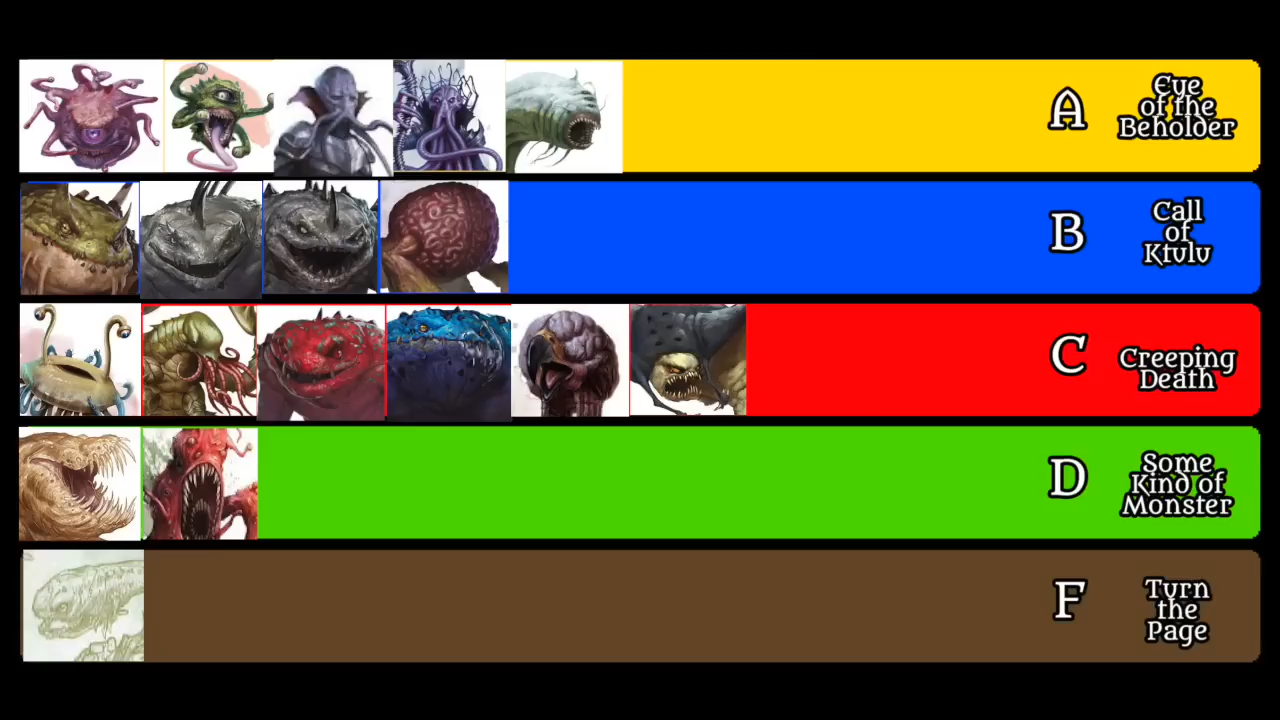 A
Eye
of the
Beholder
B
Call
of
Ktulu
C
Creeping
Death
D
Some
Kind of
Monster
F
Turn
the
Page